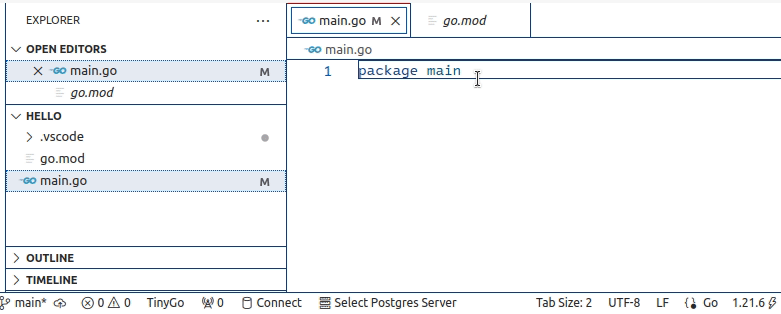 EXPLORER ...
OPEN EDITORS
main.go M
go.mod
HELLO
.vscode
go.mod
main.go M
OUTLINE
TIMELINE
main.go M
go.mod
main.go
1 package main
main* 0 0 TinyGo 0 Connect Select Postgres Server Tab Size: 2 UTF-8 LF Go 1.21.6